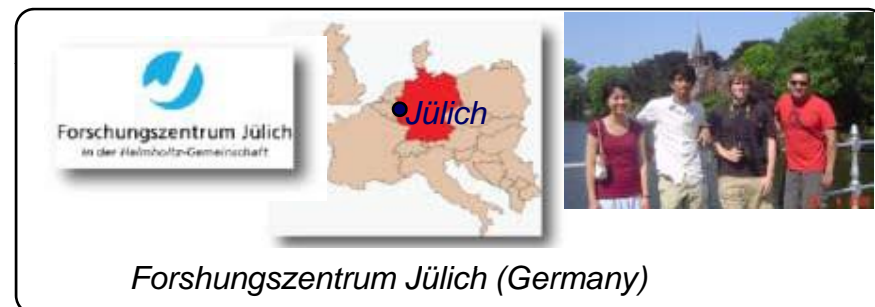 Forschungszentrum Jülich
in der Helmholtz-Gemeinschaft
Jülich
Forshungszentrum Jülich (Germany)